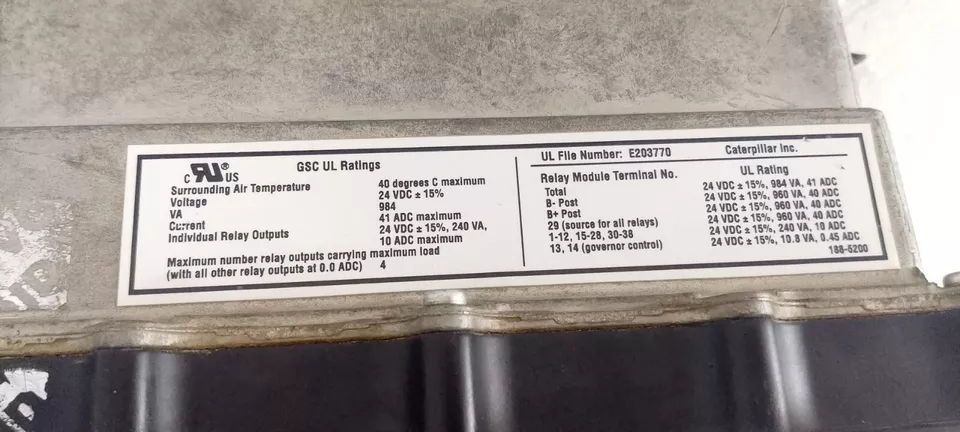 GSC UL Ratings
C RU ® US
Surrounding Air Temperature 40 degrees C maximum
Voltage 24 VDC ± 15%
VA 984
Current 41 ADC maximum
Individual Relay Outputs 24 VDC ± 15%, 240 VA,
10 ADC maximum
Maximum number relay outputs carrying maximum load
(with all other relay outputs at 0.0 ADC) 4
UL File Number: E203770 Caterpillar Inc.
Relay Module Terminal No. UL Rating
Total 24 VDC ± 15%, 984 VA, 41 ADC
B- Post 24 VDC ± 15%, 960 VA, 40 ADC
B+ Post 24 VDC ± 15%, 960 VA, 40 ADC
29 (source for all relays) 24 VDC ± 15%, 960 VA, 40 ADC
1-12, 15-28, 30-38 24 VDC ± 15%, 240 VA, 10 ADC
13, 14 (governor control) 24 VDC ± 15%, 10.8 VA, 0.45 ADC
188-5200